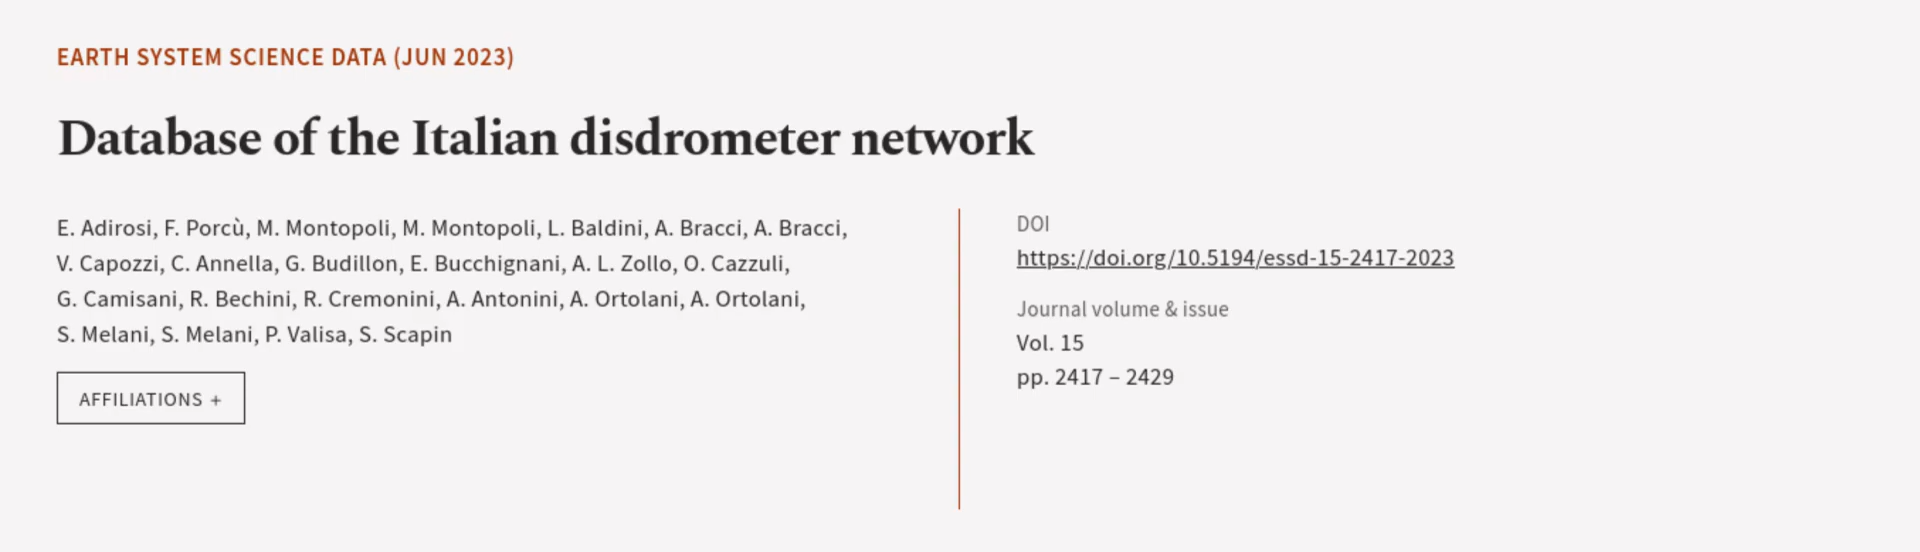 EARTH SYSTEM SCIENCE DATA (JUN 2023)
Database of the Italian disdrometer network
E. Adirosi, F. Porcù, M. Montopoli, M. Montopoli, L. Baldini, A. Bracci, A. Bracci,
V. Capozzi, C. Annella, G. Budillon, E. Bucchignani, A. L. Zollo, O. Cazzuli,
G. Camisani, R. Bechini, R. Cremonini, A. Antonini, A. Ortolani, A. Ortolani,
S. Melani, S. Melani, P. Valisa, S. Scapin
AFFILIATIONS +
DOI
https://doi.org/10.5194/essd-15-2417-2023
Journal volume & issue
Vol. 15
pp. 2417 – 2429